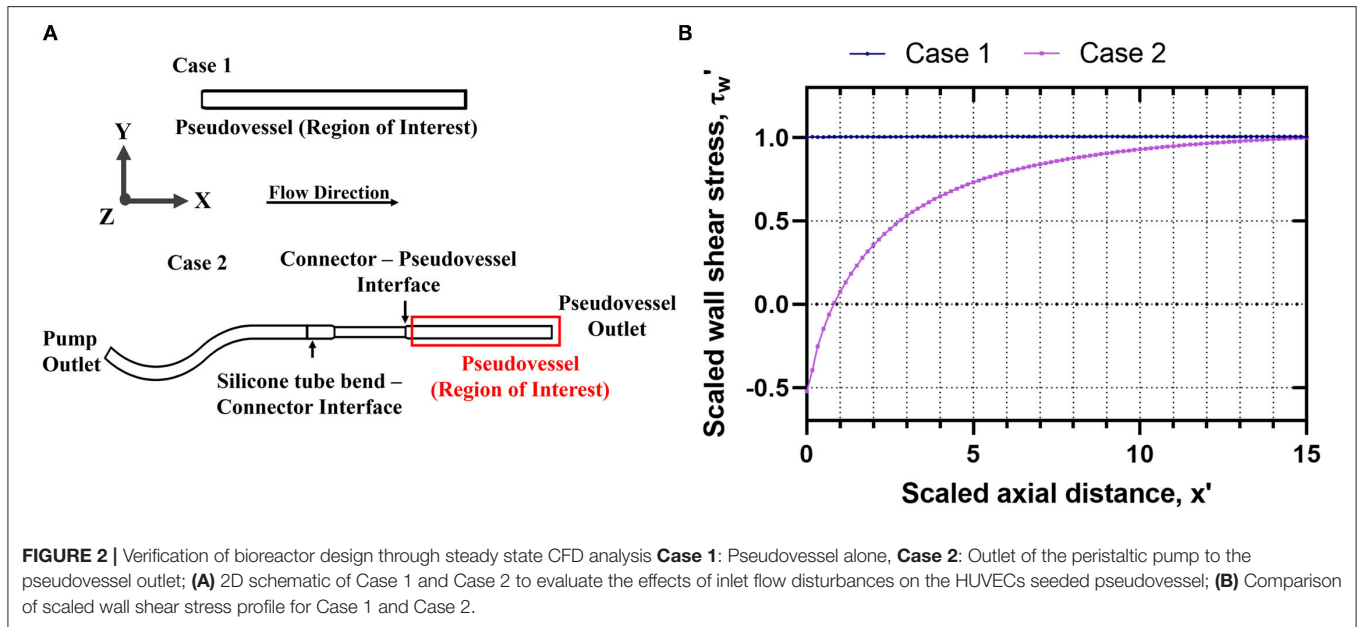 A
Case 1
Pseudovessel (Region of Interest)
Y
X
Z
Flow Direction
Case 2
Connector – Pseudovessel
Interface
Pseudovessel
Outlet
Pump
Outlet
Silicone tube bend –
Connector Interface
Pseudovessel
(Region of Interest)
B
Case 1
Case 2
Scaled wall shear stress, τw'
1.0
0.5
0.0
-0.5
0
5
10
15
Scaled axial distance, x'
FIGURE 2 | Verification of bioreactor design through steady state CFD analysis Case 1: Pseudovessel alone, Case 2: Outlet of the peristaltic pump to the
pseudovessel outlet; (A) 2D schematic of Case 1 and Case 2 to evaluate the effects of inlet flow disturbances on the HUVECs seeded pseudovessel; (B) Comparison
of scaled wall shear stress profile for Case 1 and Case 2.